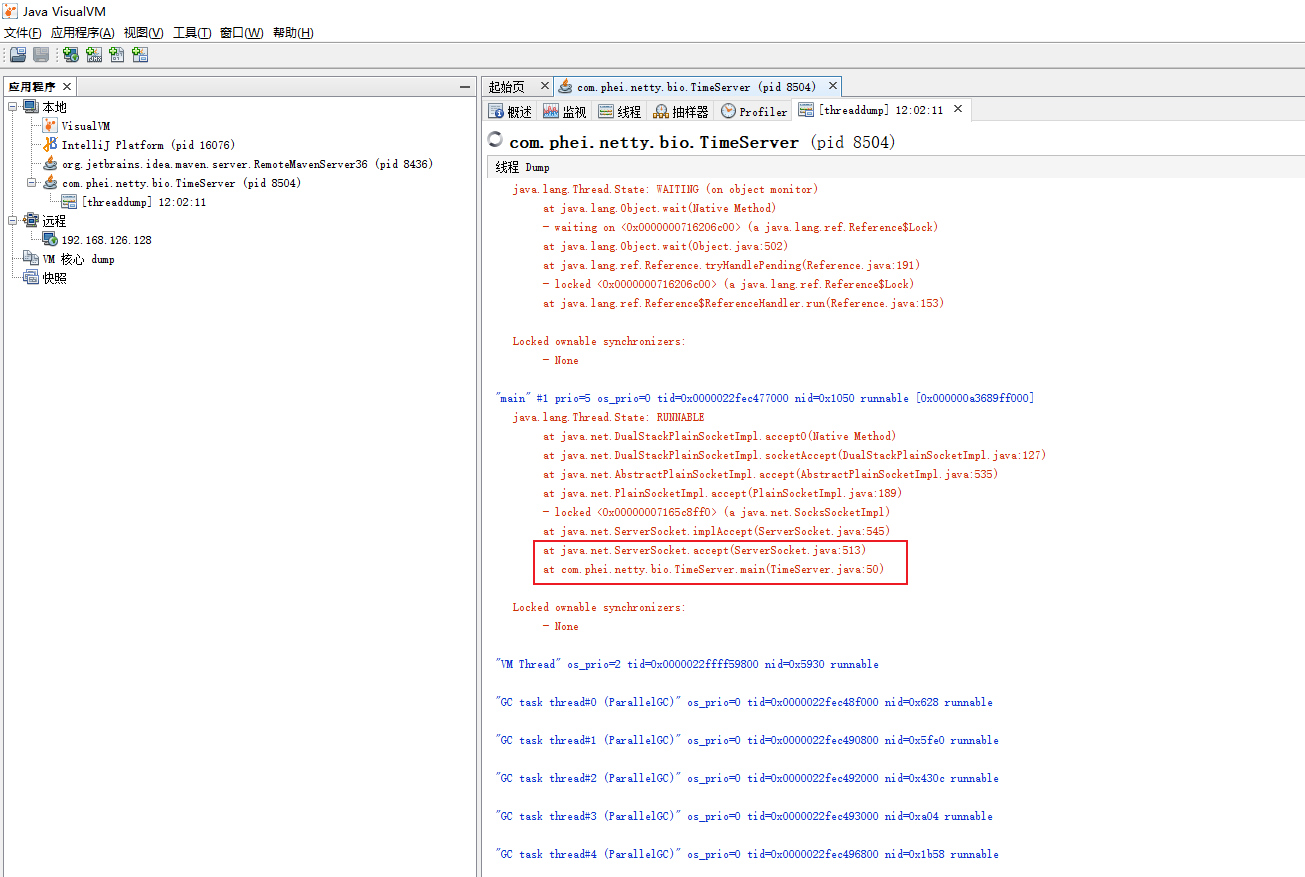 Java VisualVM
文件(F) 应用程序(A) 视图(V) 工具(T) 窗口(W) 帮助(H)
应用程序
本地
VisualVM
IntelliJ Platform (pid 16076)
org.jetbrains.idea.maven.server.RemoteMavenServer36 (pid 8436)
com.phei.netty.bio.TimeServer (pid 8504)
[threaddump] 12:02:11
远程
192.168.126.128
VM 核心 dump
快照
起始页 com.phei.netty.bio.TimeServer (pid 8504)
概述 监视 线程 抽样器 Profiler [threaddump] 12:02:11
com.phei.netty.bio.TimeServer (pid 8504)
线程 Dump
java.lang.Thread.State: WAITING (on object monitor)
at java.lang.Object.wait(Native Method)
- waiting on <0x0000000716206c00> (a java.lang.ref.Reference$Lock)
at java.lang.Object.wait(Object.java:502)
at java.lang.ref.Reference.tryHandlePending(Reference.java:191)
- locked <0x0000000716206c00> (a java.lang.ref.Reference$Lock)
at java.lang.ref.Reference$ReferenceHandler.run(Reference.java:153)
Locked ownable synchronizers:
- None
"main" #1 prio=5 os_prio=0 tid=0x0000022fec477000 nid=0x1050 runnable [0x000000a3689ff000]
java.lang.Thread.State: RUNNABLE
at java.net.DualStackPlainSocketImpl.accept0(Native Method)
at java.net.DualStackPlainSocketImpl.socketAccept(DualStackPlainSocketImpl.java:127)
at java.net.AbstractPlainSocketImpl.accept(AbstractPlainSocketImpl.java:535)
at java.net.PlainSocketImpl.accept(PlainSocketImpl.java:189)
- locked <0x00000007165c8ff0> (a java.net.SocksSocketImpl)
at java.net.ServerSocket.implAccept(ServerSocket.java:545)
at java.net.ServerSocket.accept(ServerSocket.java:513)
at com.phei.netty.bio.TimeServer.main(TimeServer.java:50)
Locked ownable synchronizers:
- None
"VM Thread" os_prio=2 tid=0x0000022ffff59800 nid=0x5930 runnable
"GC task thread#0 (ParallelGC)" os_prio=0 tid=0x0000022fec48f000 nid=0x628 runnable
"GC task thread#1 (ParallelGC)" os_prio=0 tid=0x0000022fec490800 nid=0x5fe0 runnable
"GC task thread#2 (ParallelGC)" os_prio=0 tid=0x0000022fec492000 nid=0x430c runnable
"GC task thread#3 (ParallelGC)" os_prio=0 tid=0x0000022fec493000 nid=0xa04 runnable
"GC task thread#4 (ParallelGC)" os_prio=0 tid=0x0000022fec496800 nid=0x1b58 runnable